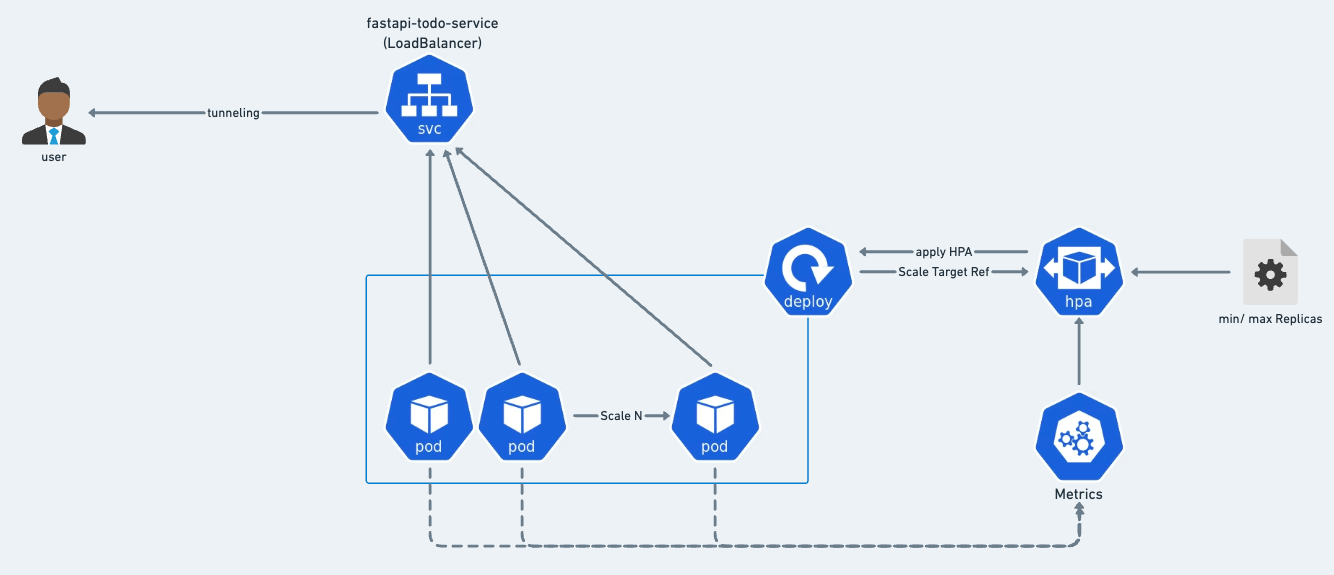 fastapi-todo-service
(LoadBalancer)
svc
tunneling
user
apply HPA
Scale Target Ref
deploy
hpa
min/ max Replicas
Scale N
pod
pod
pod
Metrics